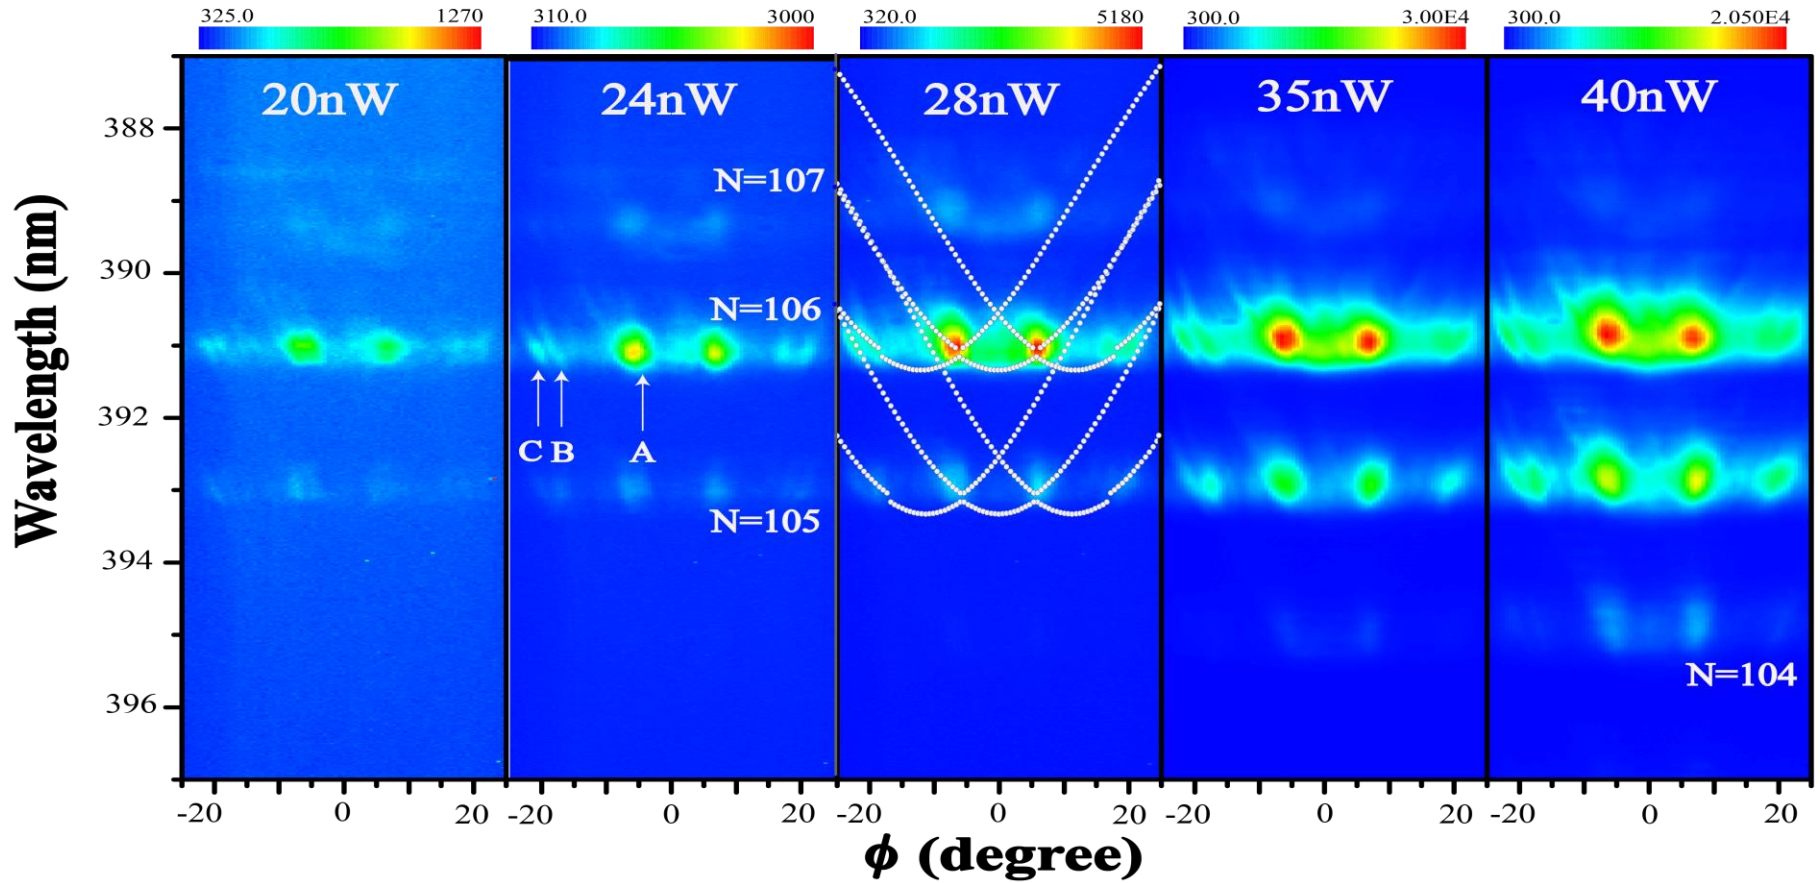 325.0 1270 310.0 3000 320.0 5180 300.0 3.00E4 300.0 2.050E4
20nW 24nW 28nW 35nW 40nW
388
N=107
390
N=106
392
C B A
N=105
394
N=104
396
Wavelength (nm)
-20 0 20 -20 0 20 -20 0 20 -20 0 20 -20 0 20
ϕ (degree)